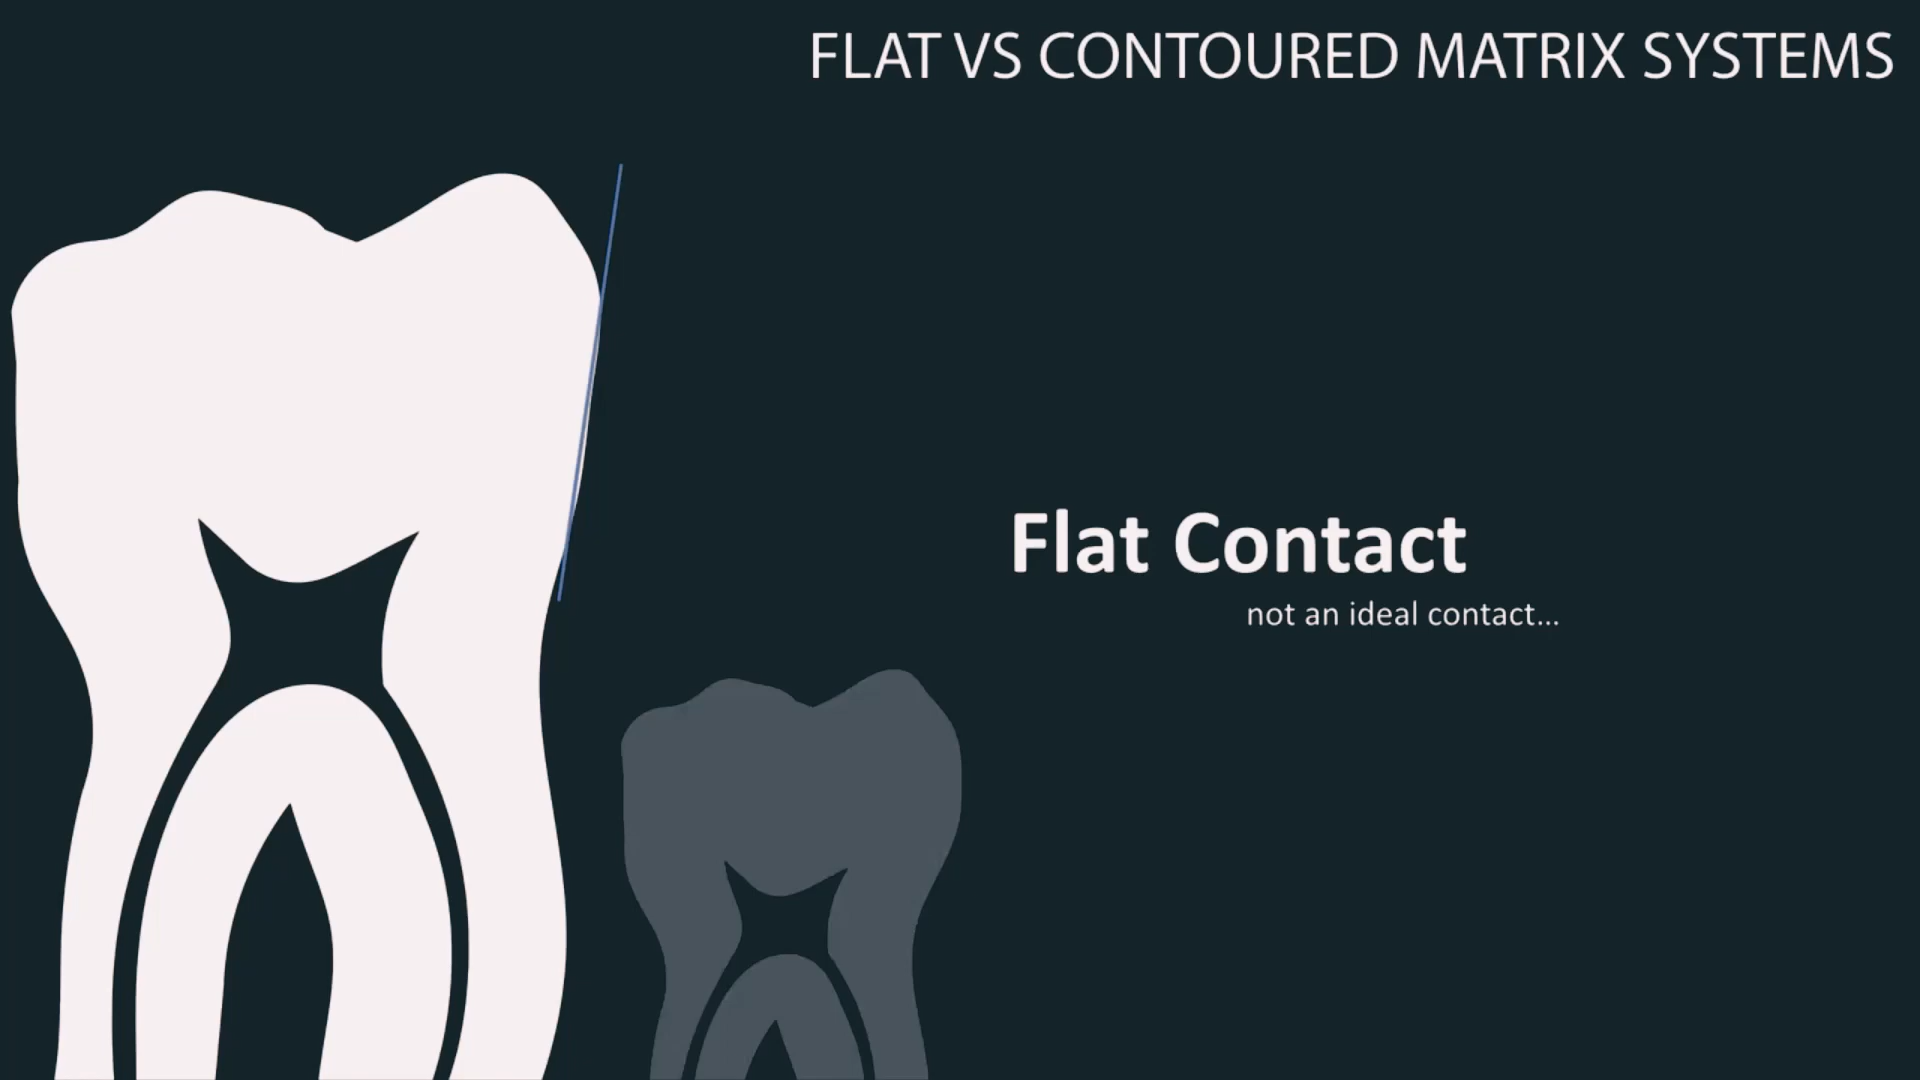 FLAT VS CONTOURED MATRIX SYSTEMS
Flat Contact
not an ideal contact...